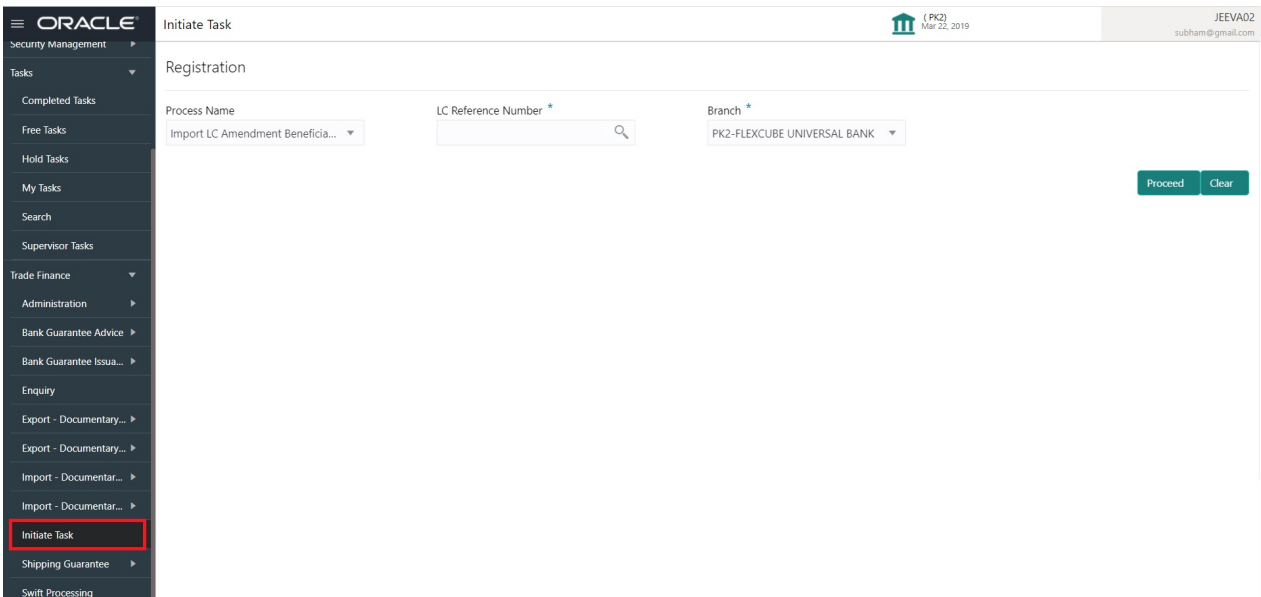 ORACLE
Initiate Task
( PK2)
Mar 22, 2019
JEEVA02
subham@gmail.com
Security Management
Tasks
Completed Tasks
Free Tasks
Hold Tasks
My Tasks
Search
Supervisor Tasks
Trade Finance
Administration
Bank Guarantee Advice
Bank Guarantee Issua...
Enquiry
Export - Documentary...
Export - Documentary...
Import - Documentar...
Import - Documentar...
Initiate Task
Shipping Guarantee
Swift Processing
Registration
Process Name
LC Reference Number *
Branch *
Import LC Amendment Beneficia...
PK2-FLEXCUBE UNIVERSAL BANK
Proceed
Clear